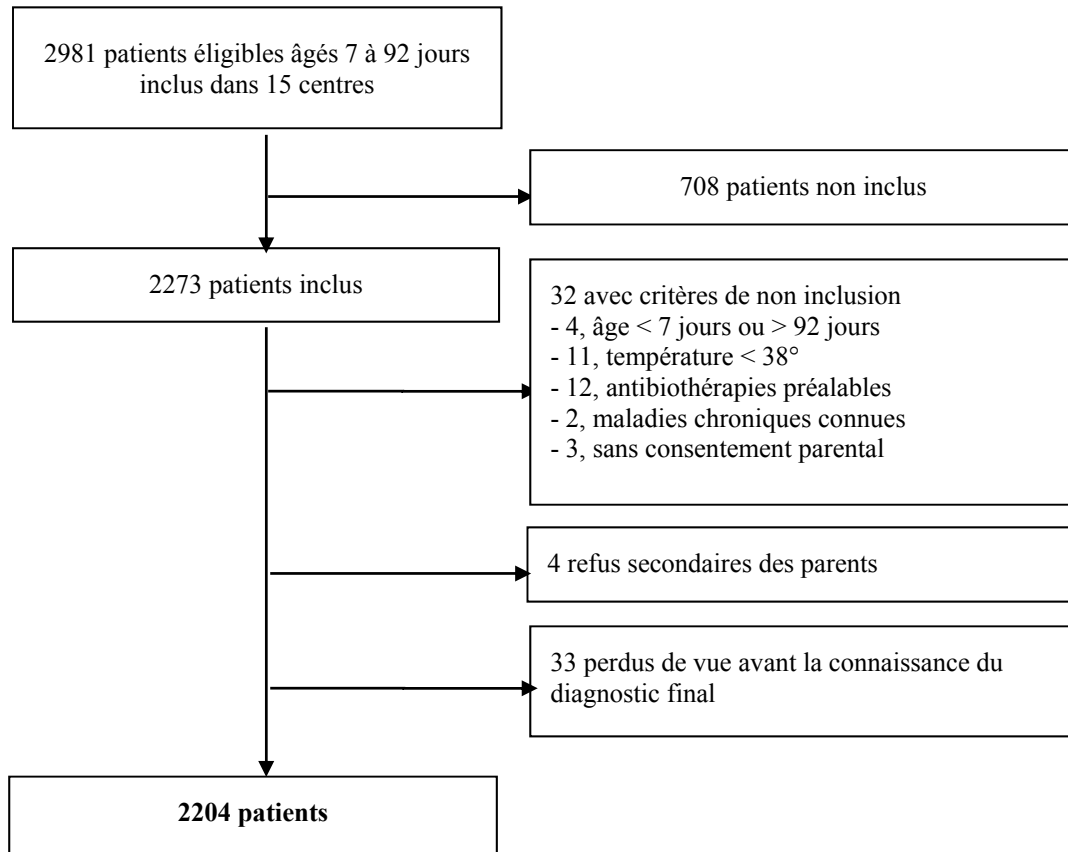 2981 patients éligibles âgés 7 à 92 jours
inclus dans 15 centres
708 patients non inclus
2273 patients inclus
32 avec critères de non inclusion
- 4, âge < 7 jours ou > 92 jours
- 11, température < 38°
- 12, antibiothérapies préalables
- 2, maladies chroniques connues
- 3, sans consentement parental
4 refus secondaires des parents
33 perdus de vue avant la connaissance du
diagnostic final
2204 patients